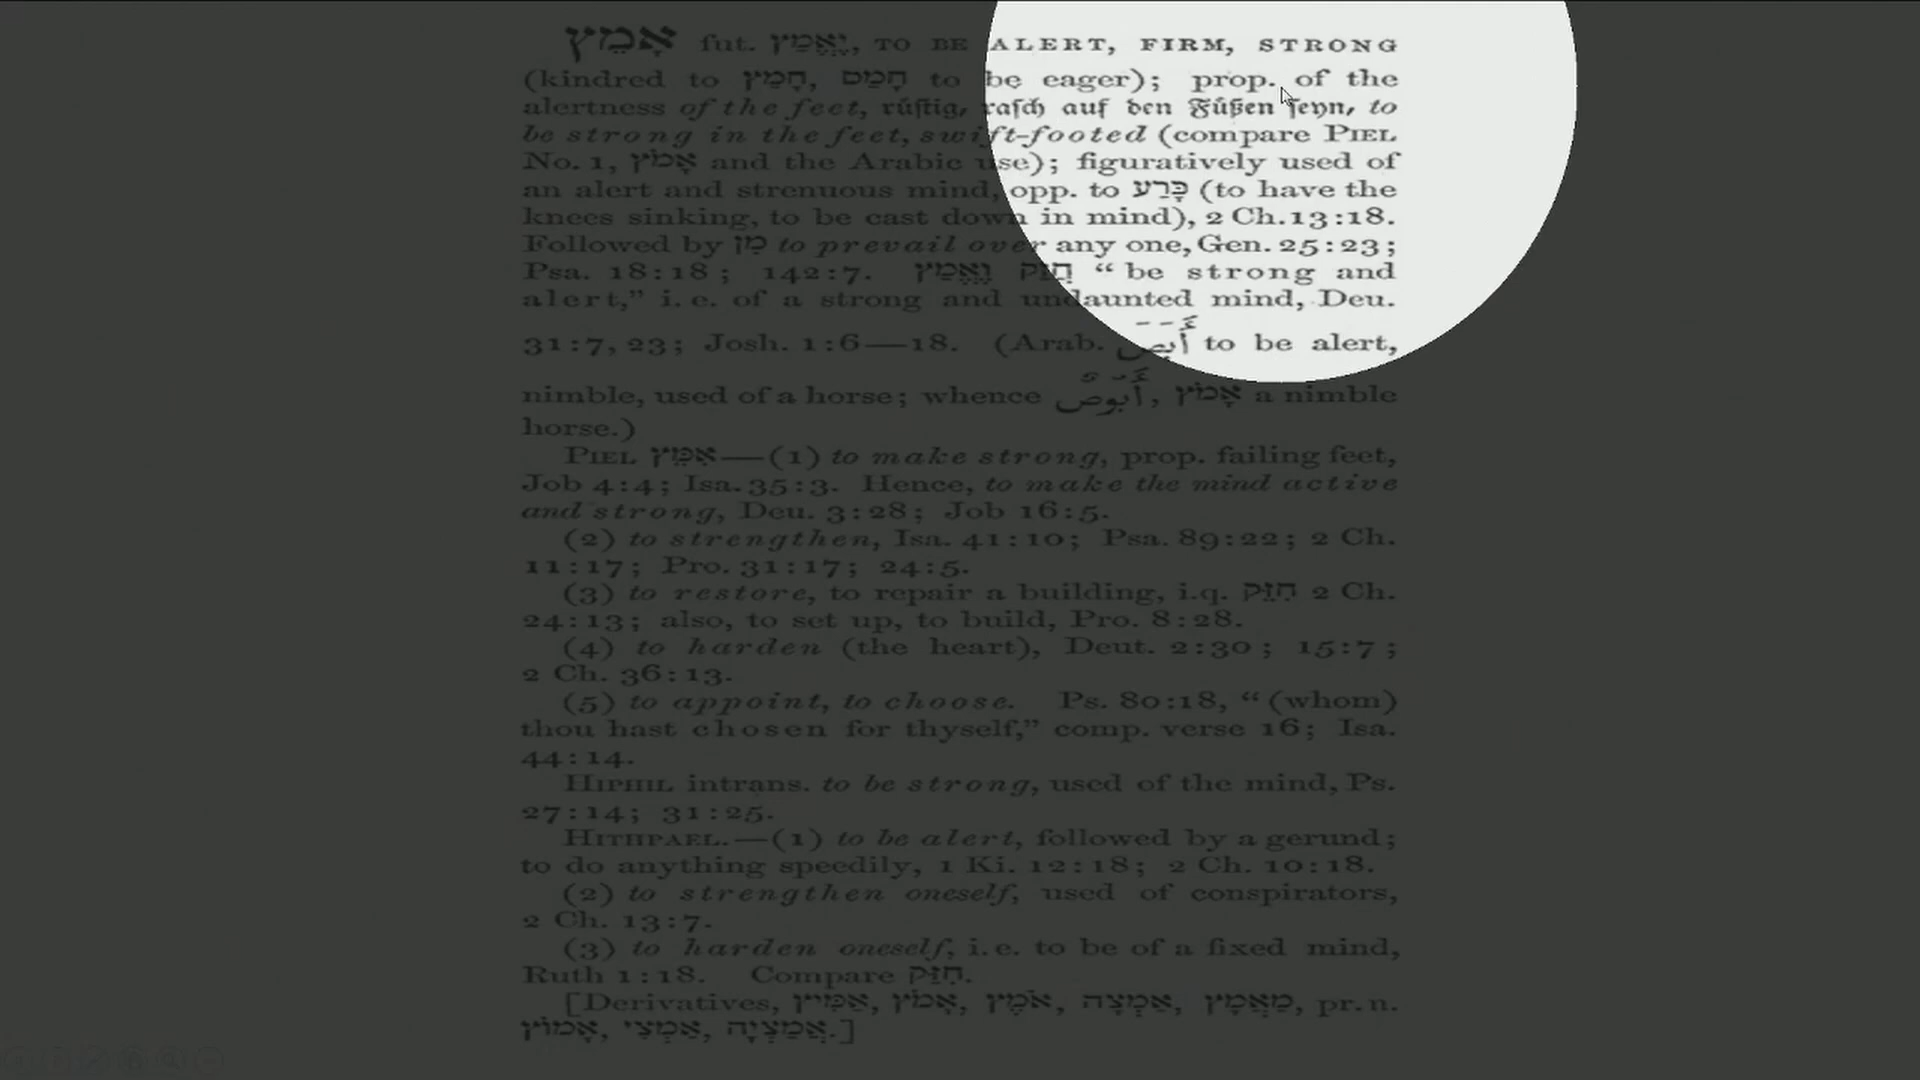 אָמֵץ fut. יֶאֱמַץ, TO BE ALERT, FIRM, STRONG
(kindred to חָמֵץ, חָמַס to be eager); prop. of the
alertness of the feet, rüstig, rasch auf den Füßen seyn, to
be strong in the feet, swift-footed (compare PIEL
No. 1, אָמֹץ and the Arabic use); figuratively used of
an alert and strenuous mind, opp. to כָּרַע (to have the
knees sinking, to be cast down in mind), 2 Ch. 13:18.
Followed by מִן to prevail over any one, Gen. 25:23;
Psa. 18:18; 142:7. חֲזַק וֶאֱמַץ “be strong and
alert,” i. e. of a strong and undaunted mind, Deu.
31:7, 23; Josh. 1:6—18. (Arab. أَبَصَ to be alert,
nimble, used of a horse; whence أَبُوصٌ, אָמֹץ a nimble
horse.)
PIEL אִמֵּץ—(1) to make strong, prop. failing feet,
Job 4:4; Isa. 35:3. Hence, to make the mind active
and strong, Deu. 3:28; Job 16:5.
(2) to strengthen, Isa. 41:10; Psa. 89:22; 2 Ch.
11:17; Pro. 31:17; 24:5.
(3) to restore, to repair a building, i.q. חִזֵּק 2 Ch.
24:13; also, to set up, to build, Pro. 8:28.
(4) to harden (the heart), Deut. 2:30; 15:7;
2 Ch. 36:13.
(5) to appoint, to choose. Ps. 80:18, “(whom)
thou hast chosen for thyself,” comp. verse 16; Isa.
44:14.
HIPHIL intrans. to be strong, used of the mind, Ps.
27:14; 31:25.
HITHPAEL.—(1) to be alert, followed by a gerund;
to do anything speedily, 1 Ki. 12:18; 2 Ch. 10:18.
(2) to strengthen oneself, used of conspirators,
2 Ch. 13:7.
(3) to harden oneself, i. e. to be of a fixed mind,
Ruth 1:18. Compare חָזַק.
[Derivatives, אַמִּיץ, אָמֹץ, אֹמֶץ, אַמְצָה, מַאֲמָץ, pr. n.
אָמוֹץ, אַמְצִי, אֲמַצְיָה.]